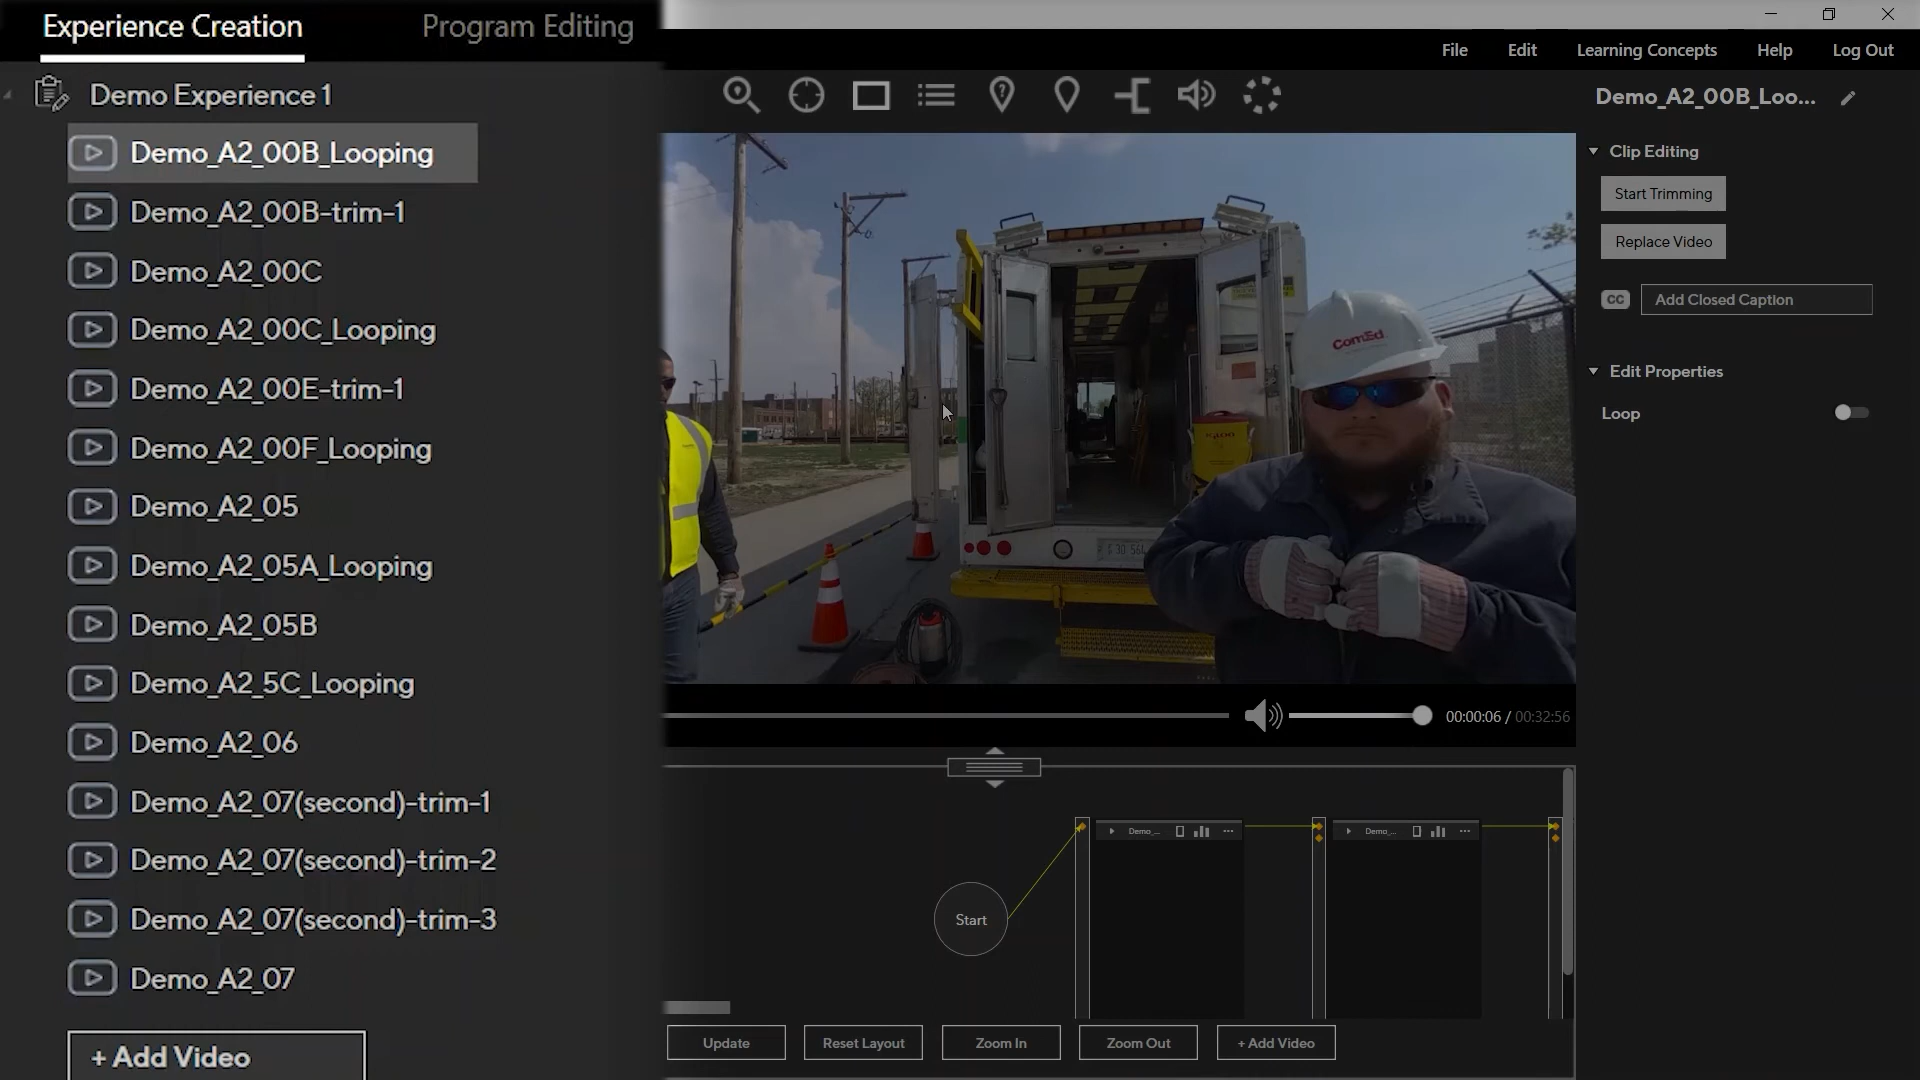 Experience Creation
Program Editing
File
Edit
Learning Concepts
Help
Log Out
Demo Experience 1
Demo_A2_00B_Looping
Demo_A2_00B-trim-1
Demo_A2_00C
Demo_A2_00C_Looping
Demo_A2_00E-trim-1
Demo_A2_00F_Looping
Demo_A2_05
Demo_A2_05A_Looping
Demo_A2_05B
Demo_A2_5C_Looping
Demo_A2_06
Demo_A2_07(second)-trim-1
Demo_A2_07(second)-trim-2
Demo_A2_07(second)-trim-3
Demo_A2_07
+ Add Video
ComEd
IGLOO
00:00:06 / 00:32:56
Start
Demo_...
Demo_...
Update
Reset Layout
Zoom In
Zoom Out
+ Add Video
Demo_A2_00B_Loo...
Clip Editing
Start Trimming
Replace Video
CC
Add Closed Caption
Edit Properties
Loop